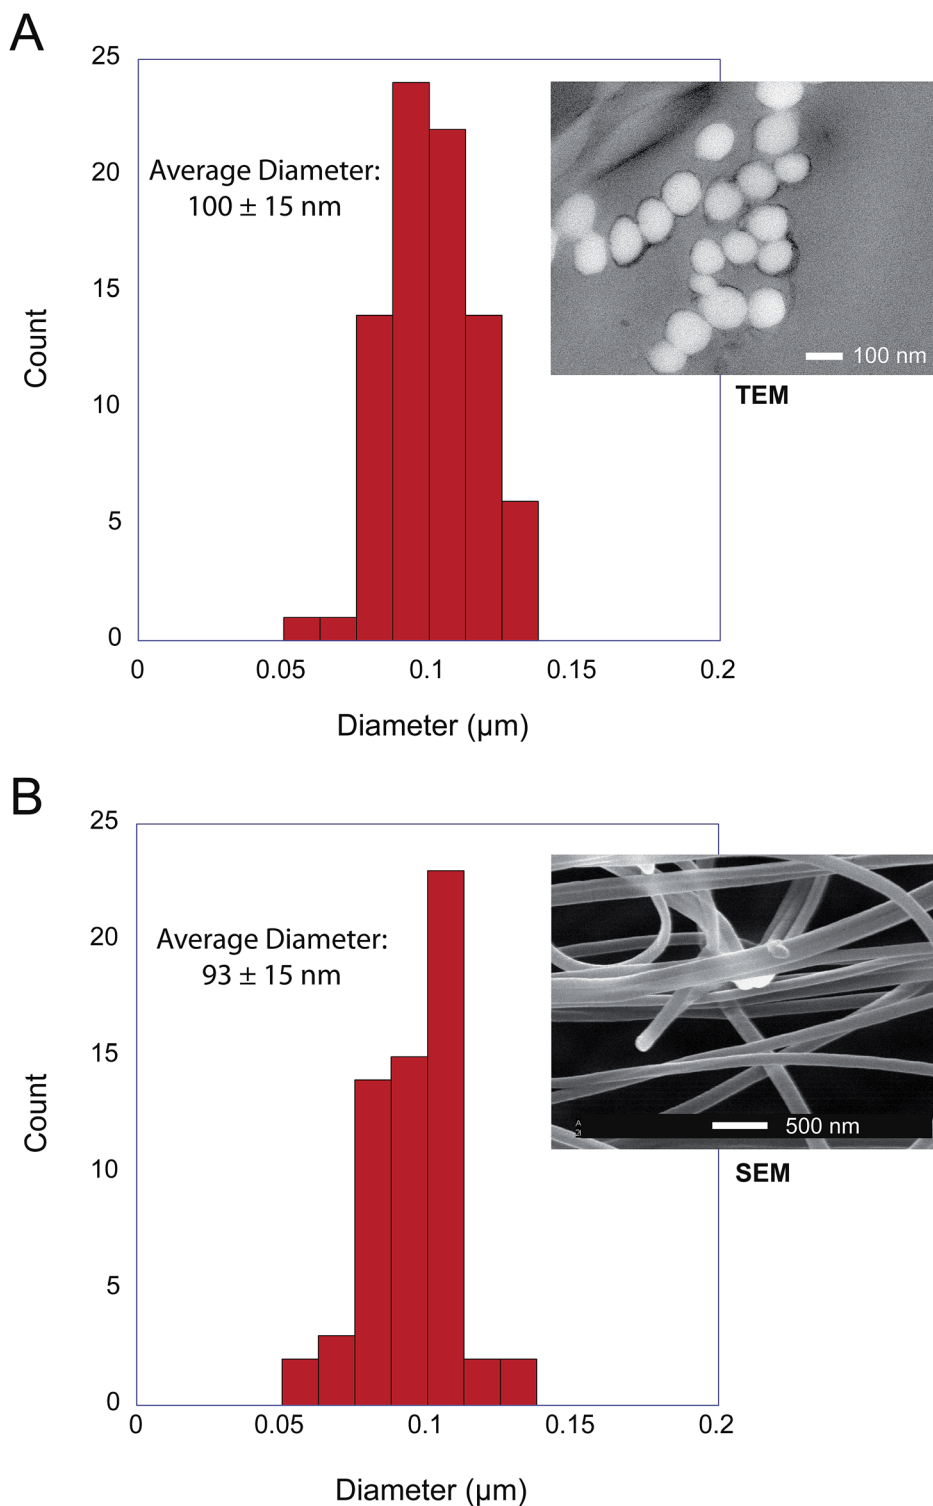 A
25
20
15
10
5
0
Count
Average Diameter:
100 ± 15 nm
100 nm
TEM
0 0.05 0.1 0.15 0.2
Diameter (µm)
B
25
20
15
10
5
0
Count
Average Diameter:
93 ± 15 nm
500 nm
SEM
0 0.05 0.1 0.15 0.2
Diameter (µm)